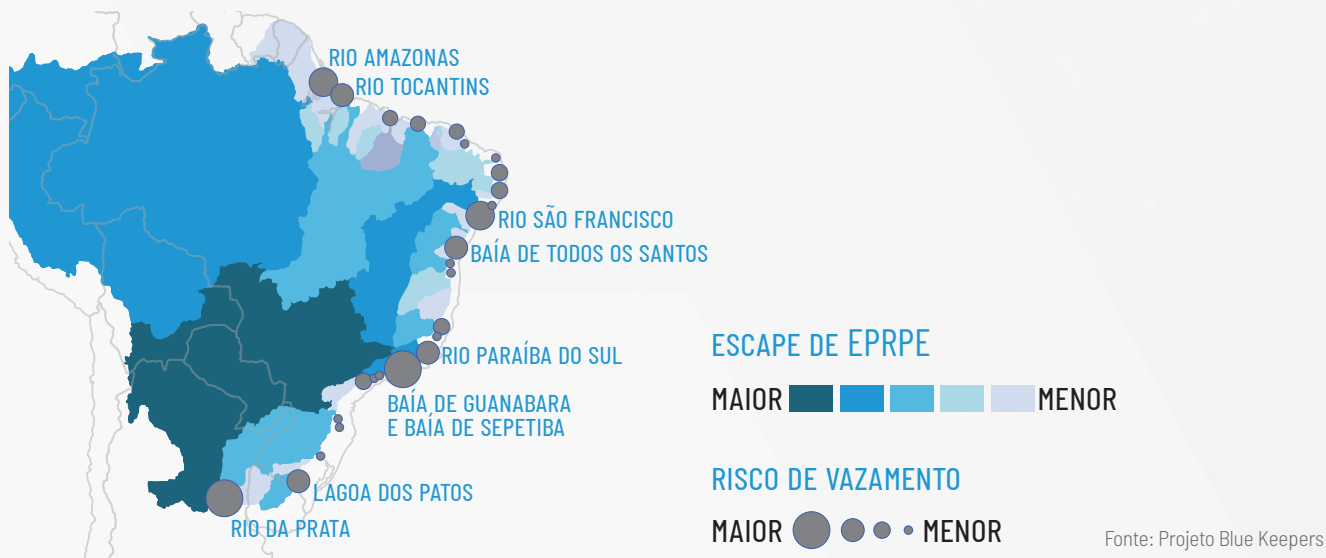 RIO AMAZONAS
RIO TOCANTINS
RIO SÃO FRANCISCO
BAÍA DE TODOS OS SANTOS
RIO PARAÍBA DO SUL
BAÍA DE GUANABARA
E BAÍA DE SEPETIBA
LAGOA DOS PATOS
RIO DA PRATA
ESCAPE DE EPRPE
MAIOR MENOR
RISCO DE VAZAMENTO
MAIOR MENOR
Fonte: Projeto Blue Keepers